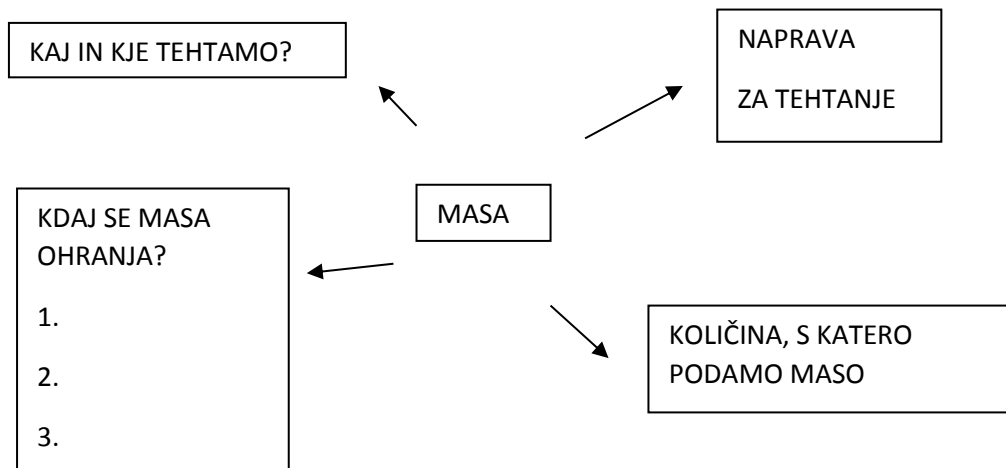 KAJ IN KJE TEHTAMO?
NAPRAVA
ZA TEHTANJE
MASA
KDAJ SE MASA
OHRANJA?
1.
2.
3.
KOLIČINA, S KATERO
PODAMO MASO